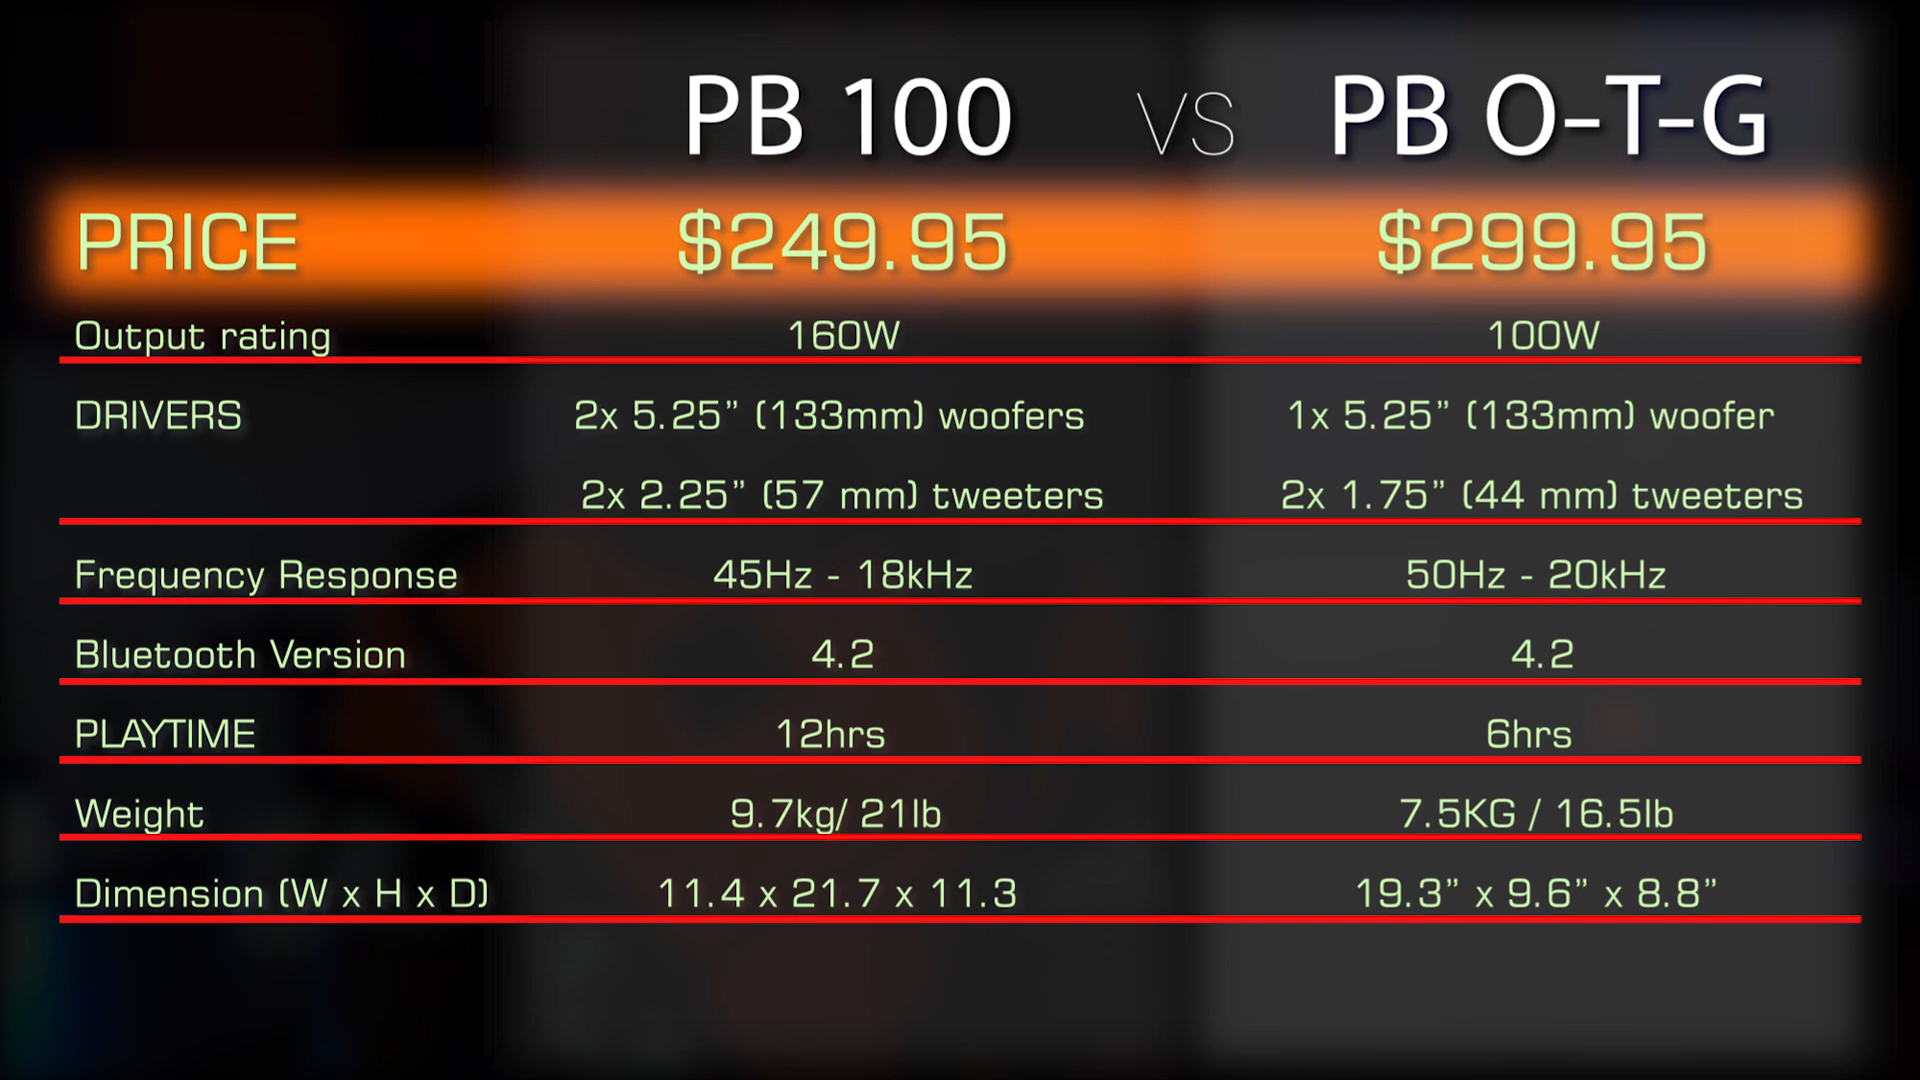 PB 100 VS PB O-T-G
PRICE $249.95 $299.95
Output rating 160W 100W
DRIVERS 2x 5.25” (133mm) woofers 1x 5.25” (133mm) woofer
2x 2.25” (57 mm) tweeters 2x 1.75” (44 mm) tweeters
Frequency Response 45Hz - 18kHz 50Hz - 20kHz
Bluetooth Version 4.2 4.2
PLAYTIME 12hrs 6hrs
Weight 9.7kg/ 21lb 7.5KG / 16.5lb
Dimension (W x H x D) 11.4 x 21.7 x 11.3 19.3” x 9.6” x 8.8”